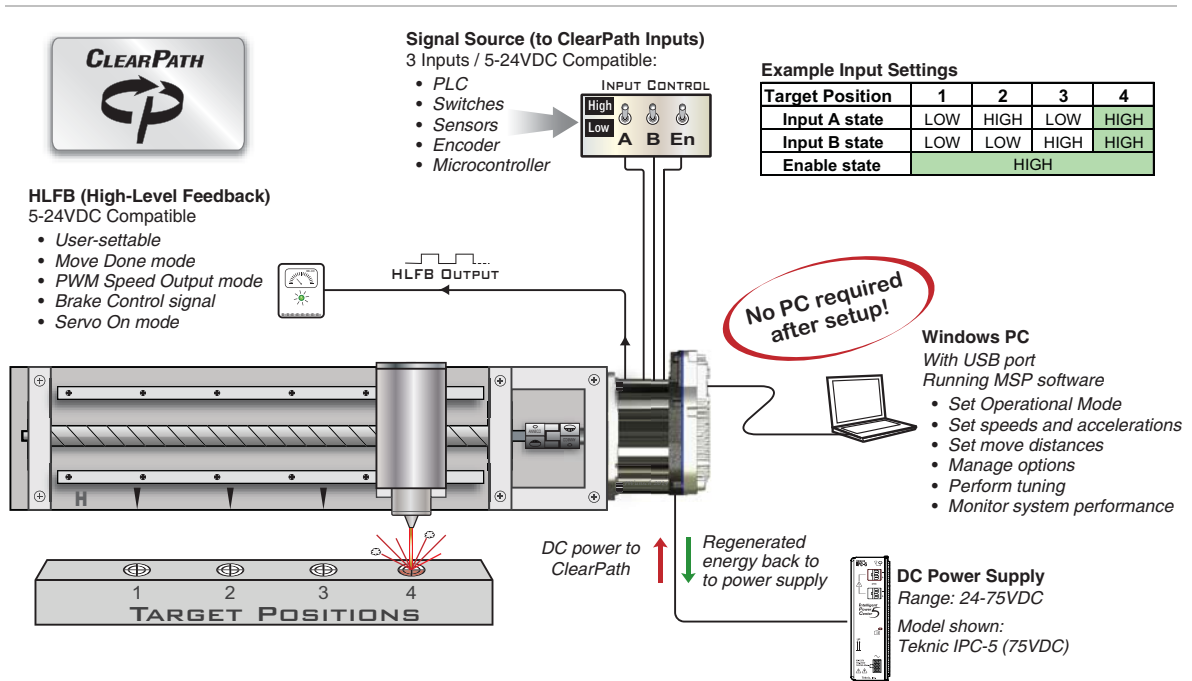 CLEARPATH
Signal Source (to ClearPath Inputs)
3 Inputs / 5-24VDC Compatible:
• PLC
• Switches
• Sensors
• Encoder
• Microcontroller
INPUT CONTROL
High
Low
A B En
Example Input Settings
Target Position 1 2 3 4
Input A state LOW HIGH LOW HIGH
Input B state LOW LOW HIGH HIGH
Enable state HIGH
HLFB (High-Level Feedback)
5-24VDC Compatible
• User-settable
• Move Done mode
• PWM Speed Output mode
• Brake Control signal
• Servo On mode
HLFB OUTPUT
No PC required
after setup!
Windows PC
With USB port
Running MSP software
• Set Operational Mode
• Set speeds and accelerations
• Set move distances
• Manage options
• Perform tuning
• Monitor system performance
H
1 2 3 4
TARGET POSITIONS
DC power to
ClearPath
Regenerated
energy back to
to power supply
Intelligent
Power
Center 5
DC Power Supply
Range: 24-75VDC
Model shown:
Teknic IPC-5 (75VDC)